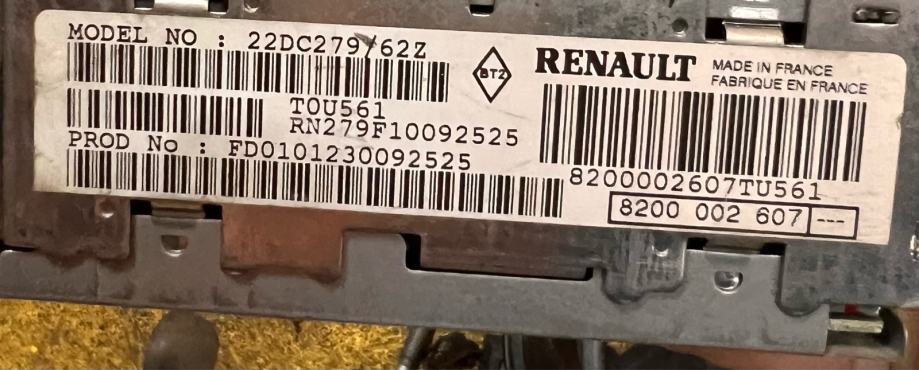 MODEL NO : 22DC279/62Z
BTZ
RENAULT
MADE IN FRANCE
FABRIQUE EN FRANCE
TOU561
RN279F10092525
PROD No : FD0101230092525
8200002607TU561
8200 002 607 ---